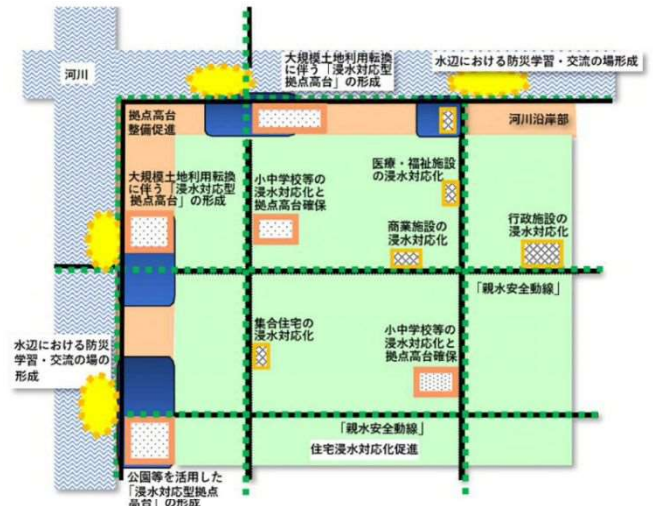 河川
大規模土地利用転換
に伴う「浸水対応型
拠点高台」の形成
水辺における防災学習・交流の場形成
拠点高台
整備促進
河川沿岸部
大規模土地利用転換
に伴う「浸水対応型
拠点高台」の形成
小中学校等の
浸水対応化と
拠点高台確保
医療・福祉施設
の浸水対応化
商業施設の
浸水対応化
行政施設の
浸水対応化
「親水安全動線」
水辺における防災
学習・交流の場の
形成
集合住宅の
浸水対応化
小中学校等の
浸水対応化と
拠点高台確保
「親水安全動線」
住宅浸水対応化促進
公園等を活用した
「浸水対応型拠点
高台」の形成